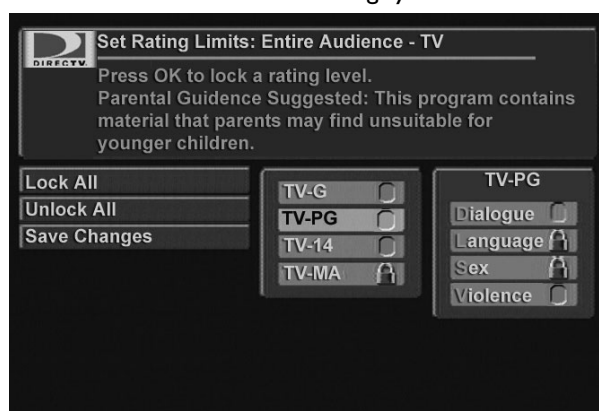 Set Rating Limits: Entire Audience - TV
DIRECTV.
Press OK to lock a rating level.
Parental Guidence Suggested: This program contains
material that parents may find unsuitable for
younger children.
Lock All
Unlock All
Save Changes
TV-G
TV-PG
TV-14
TV-MA
TV-PG
Dialogue
Language
Sex
Violence